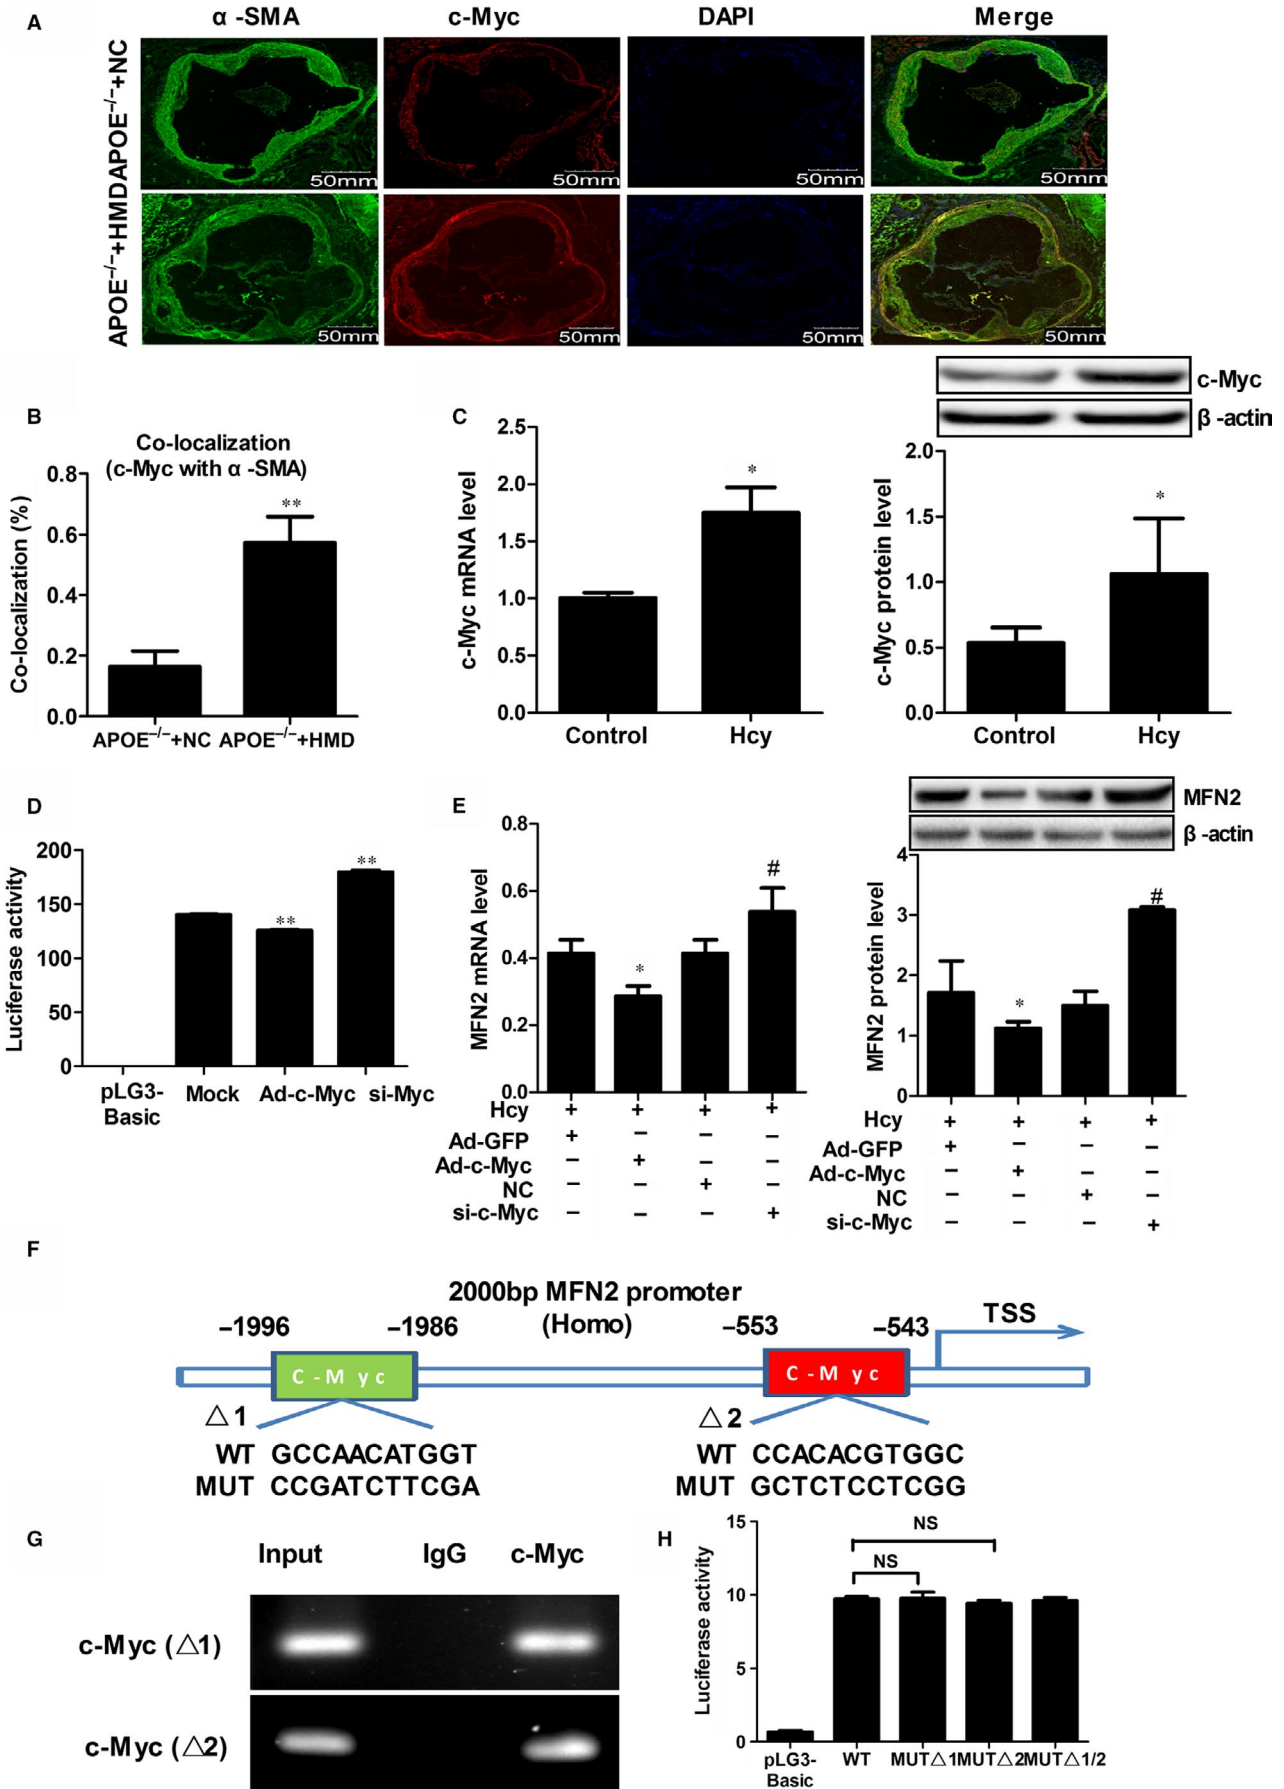 A
α -SMA c-Myc DAPI Merge
APOE−/−+HMDAPOE−/−+NC
50mm 50mm 50mm 50mm
50mm 50mm 50mm 50mm
B
Co-localization
(c-Myc with α -SMA)
Co-localization (%)
0.8
0.6
0.4
0.2
0.0
**
APOE−/−+NC APOE−/−+HMD
C
c-Myc mRNA level
2.5
2.0
1.5
1.0
0.5
0.0
*
Control Hcy
c-Myc
β -actin
c-Myc protein level
2.0
1.5
1.0
0.5
0.0
*
Control Hcy
D
Luciferase activity
200
150
100
50
0
** **
pLG3-
Basic
Mock Ad-c-Myc si-Myc
E
MFN2 mRNA level
0.8
0.6
0.4
0.2
0.0
* #
Hcy + + + +
Ad-GFP + − − −
Ad-c-Myc − + − −
NC − − + −
si-c-Myc − − − +
MFN2
β -actin
MFN2 protein level
4
3
2
1
0
* #
Hcy + + + +
Ad-GFP + − − −
Ad-c-Myc − + − −
NC − − + −
si-c-Myc − − − +
F
2000bp MFN2 promoter
(Homo)
−1996 −1986 −553 −543 TSS
C-Myc C-Myc
△1 △2
WT GCCAACATGGT WT CCACACGTGGC
MUT CCGATCTTCGA MUT GCTCTCCTCGG
G
Input IgG c-Myc
c-Myc (△1)
c-Myc (△2)
H
Luciferase activity
15
10
5
0
NS
NS
pLG3-
Basic
WT MUT△1 MUT△2 MUT△1/2